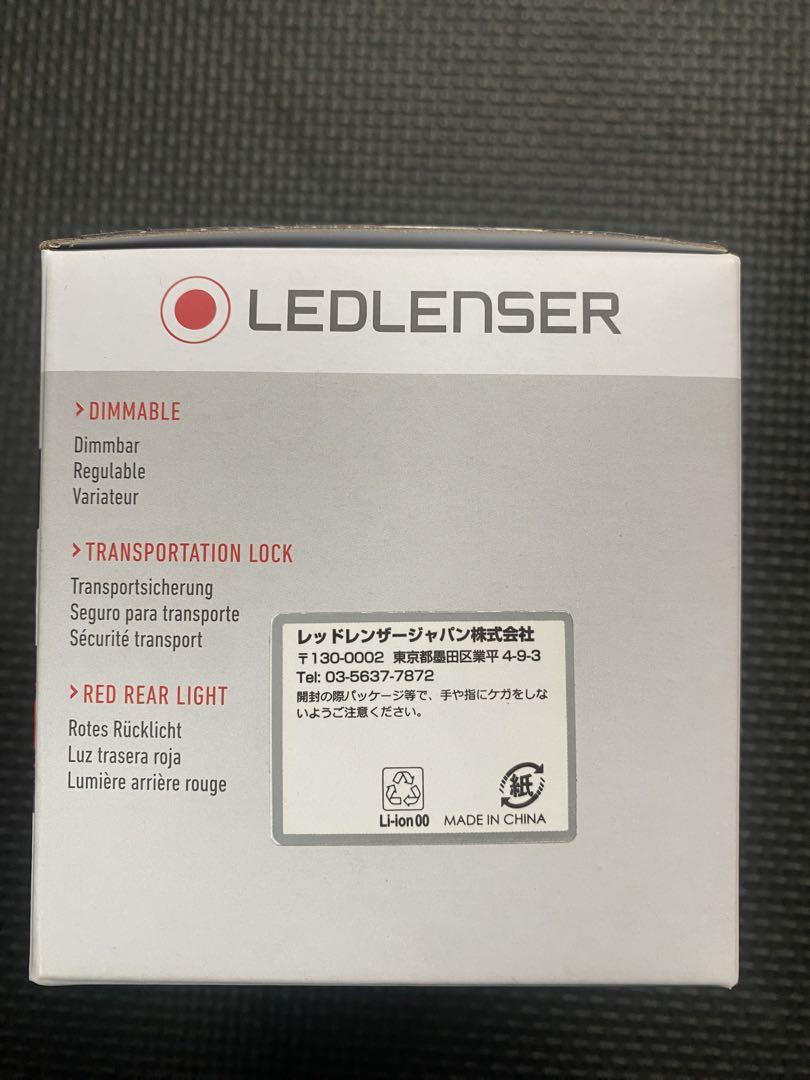 LEDLENSER
> DIMMABLE
Dimmbar
Regulable
Variateur
> TRANSPORTATION LOCK
Transportsicherung
Seguro para transporte
Sécurité transport
> RED REAR LIGHT
Rotes Rücklicht
Luz trasera roja
Lumière arrière rouge
レッドレンザージャパン株式会社
〒130-0002 東京都墨田区業平 4-9-3
Tel: 03-5637-7872
開封の際パッケージ等で、手や指にケガをしな
いようご注意ください。
紙
Li-ion 00 MADE IN CHINA